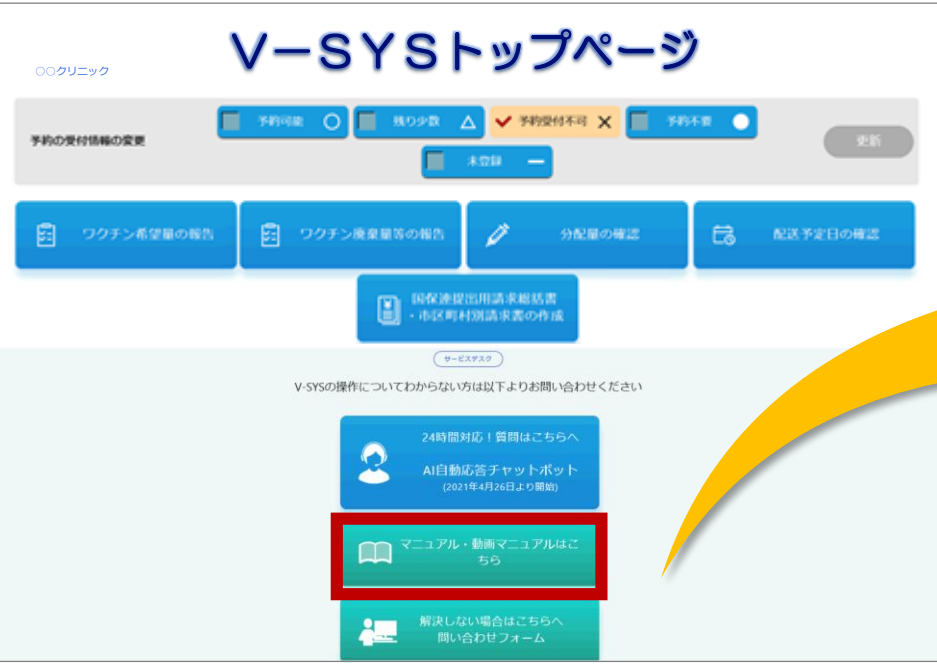 V－SYSトップページ
○○クリニック
予約の受付情報の変更
予約可能 ○
残り少数 △
予約受付不可 ×
予約不要 ●
更新
未登録 ー
ワクチン希望量の報告
ワクチン廃棄量等の報告
分配量の確認
配送予定日の確認
国保連提出用請求総括書
・市区町村別請求書の作成
サービスデスク
V-SYSの操作についてわからない方は以下よりお問い合わせください
24時間対応！質問はこちらへ
AI自動応答チャットボット
(2021年4月26日より開始)
マニュアル・動画マニュアルはこ
ちら
解決しない場合はこちらへ
問い合わせフォーム